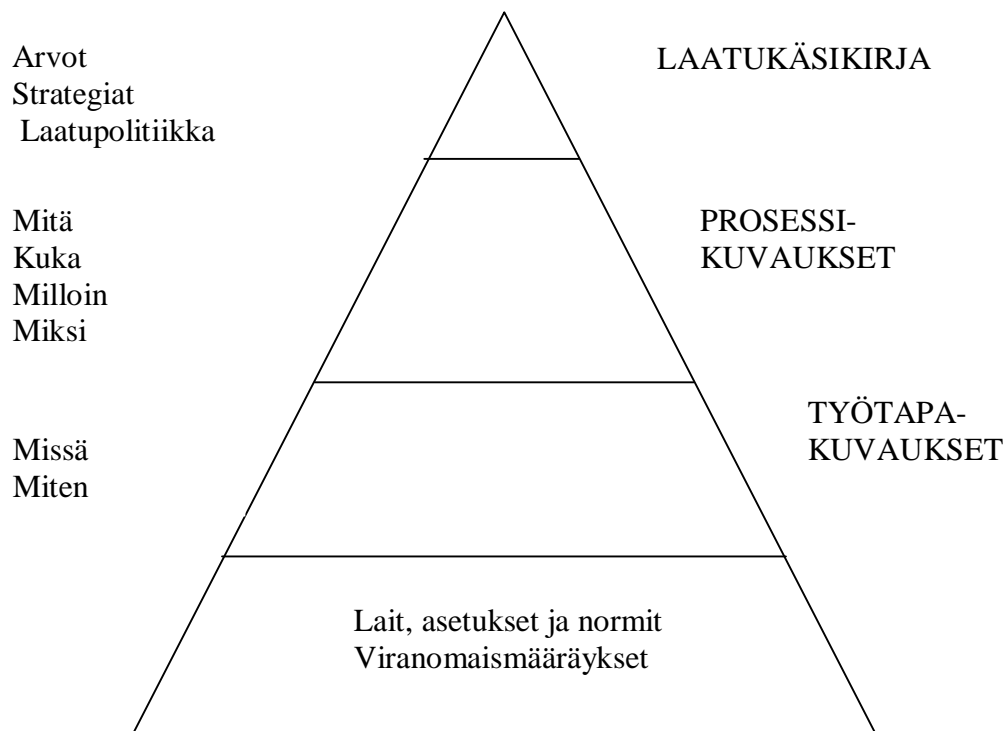 Arvot
Strategiat
Laatupolitiikka
LAATUKÄSIKIRJA
Mitä
Kuka
Milloin
Miksi
PROSESSI-
KUVAUKSET
Missä
Miten
TYÖTAPA-
KUVAUKSET
Lait, asetukset ja normit
Viranomaismääräykset